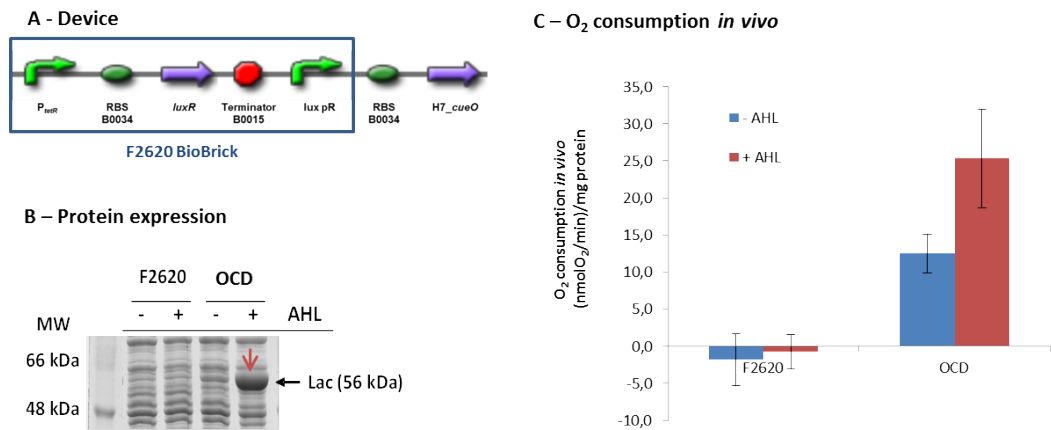 A - Device
PtetR
RBS
B0034
luxR
Terminator
B0015
lux pR
RBS
B0034
H7_cueO
F2620 BioBrick
B – Protein expression
F2620
OCD
- + - + AHL
MW
66 kDa
48 kDa
Lac (56 kDa)
C – O2 consumption in vivo
O2 consumption in vivo
(nmolO2/min)/mg protein
40,0
35,0
30,0
25,0
20,0
15,0
10,0
5,0
0,0
-5,0
-10,0
- AHL
+ AHL
F2620
OCD